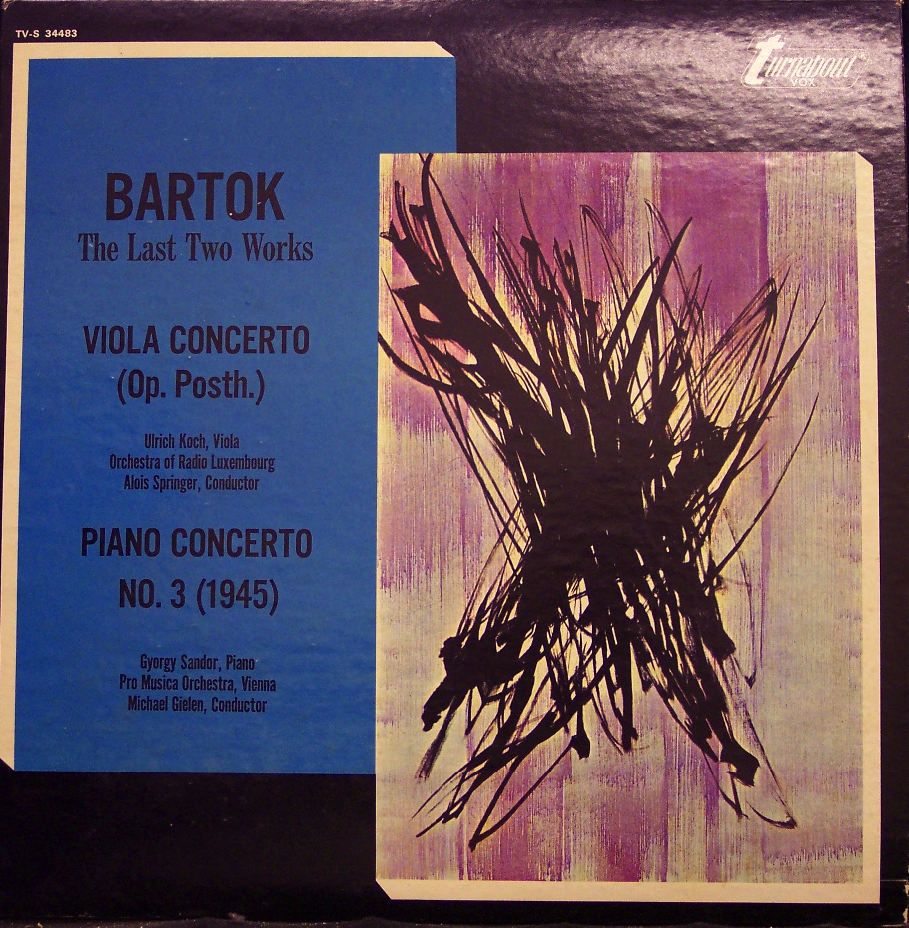 TV-S 34483
turnabout
VOX
BARTOK
The Last Two Works
VIOLA CONCERTO
(Op. Posth.)
Ulrich Koch, Viola
Orchestra of Radio Luxembourg
Alois Springer, Conductor
PIANO CONCERTO
NO. 3 (1945)
Gyorgy Sandor, Piano
Pro Musica Orchestra, Vienna
Michael Gielen, Conductor